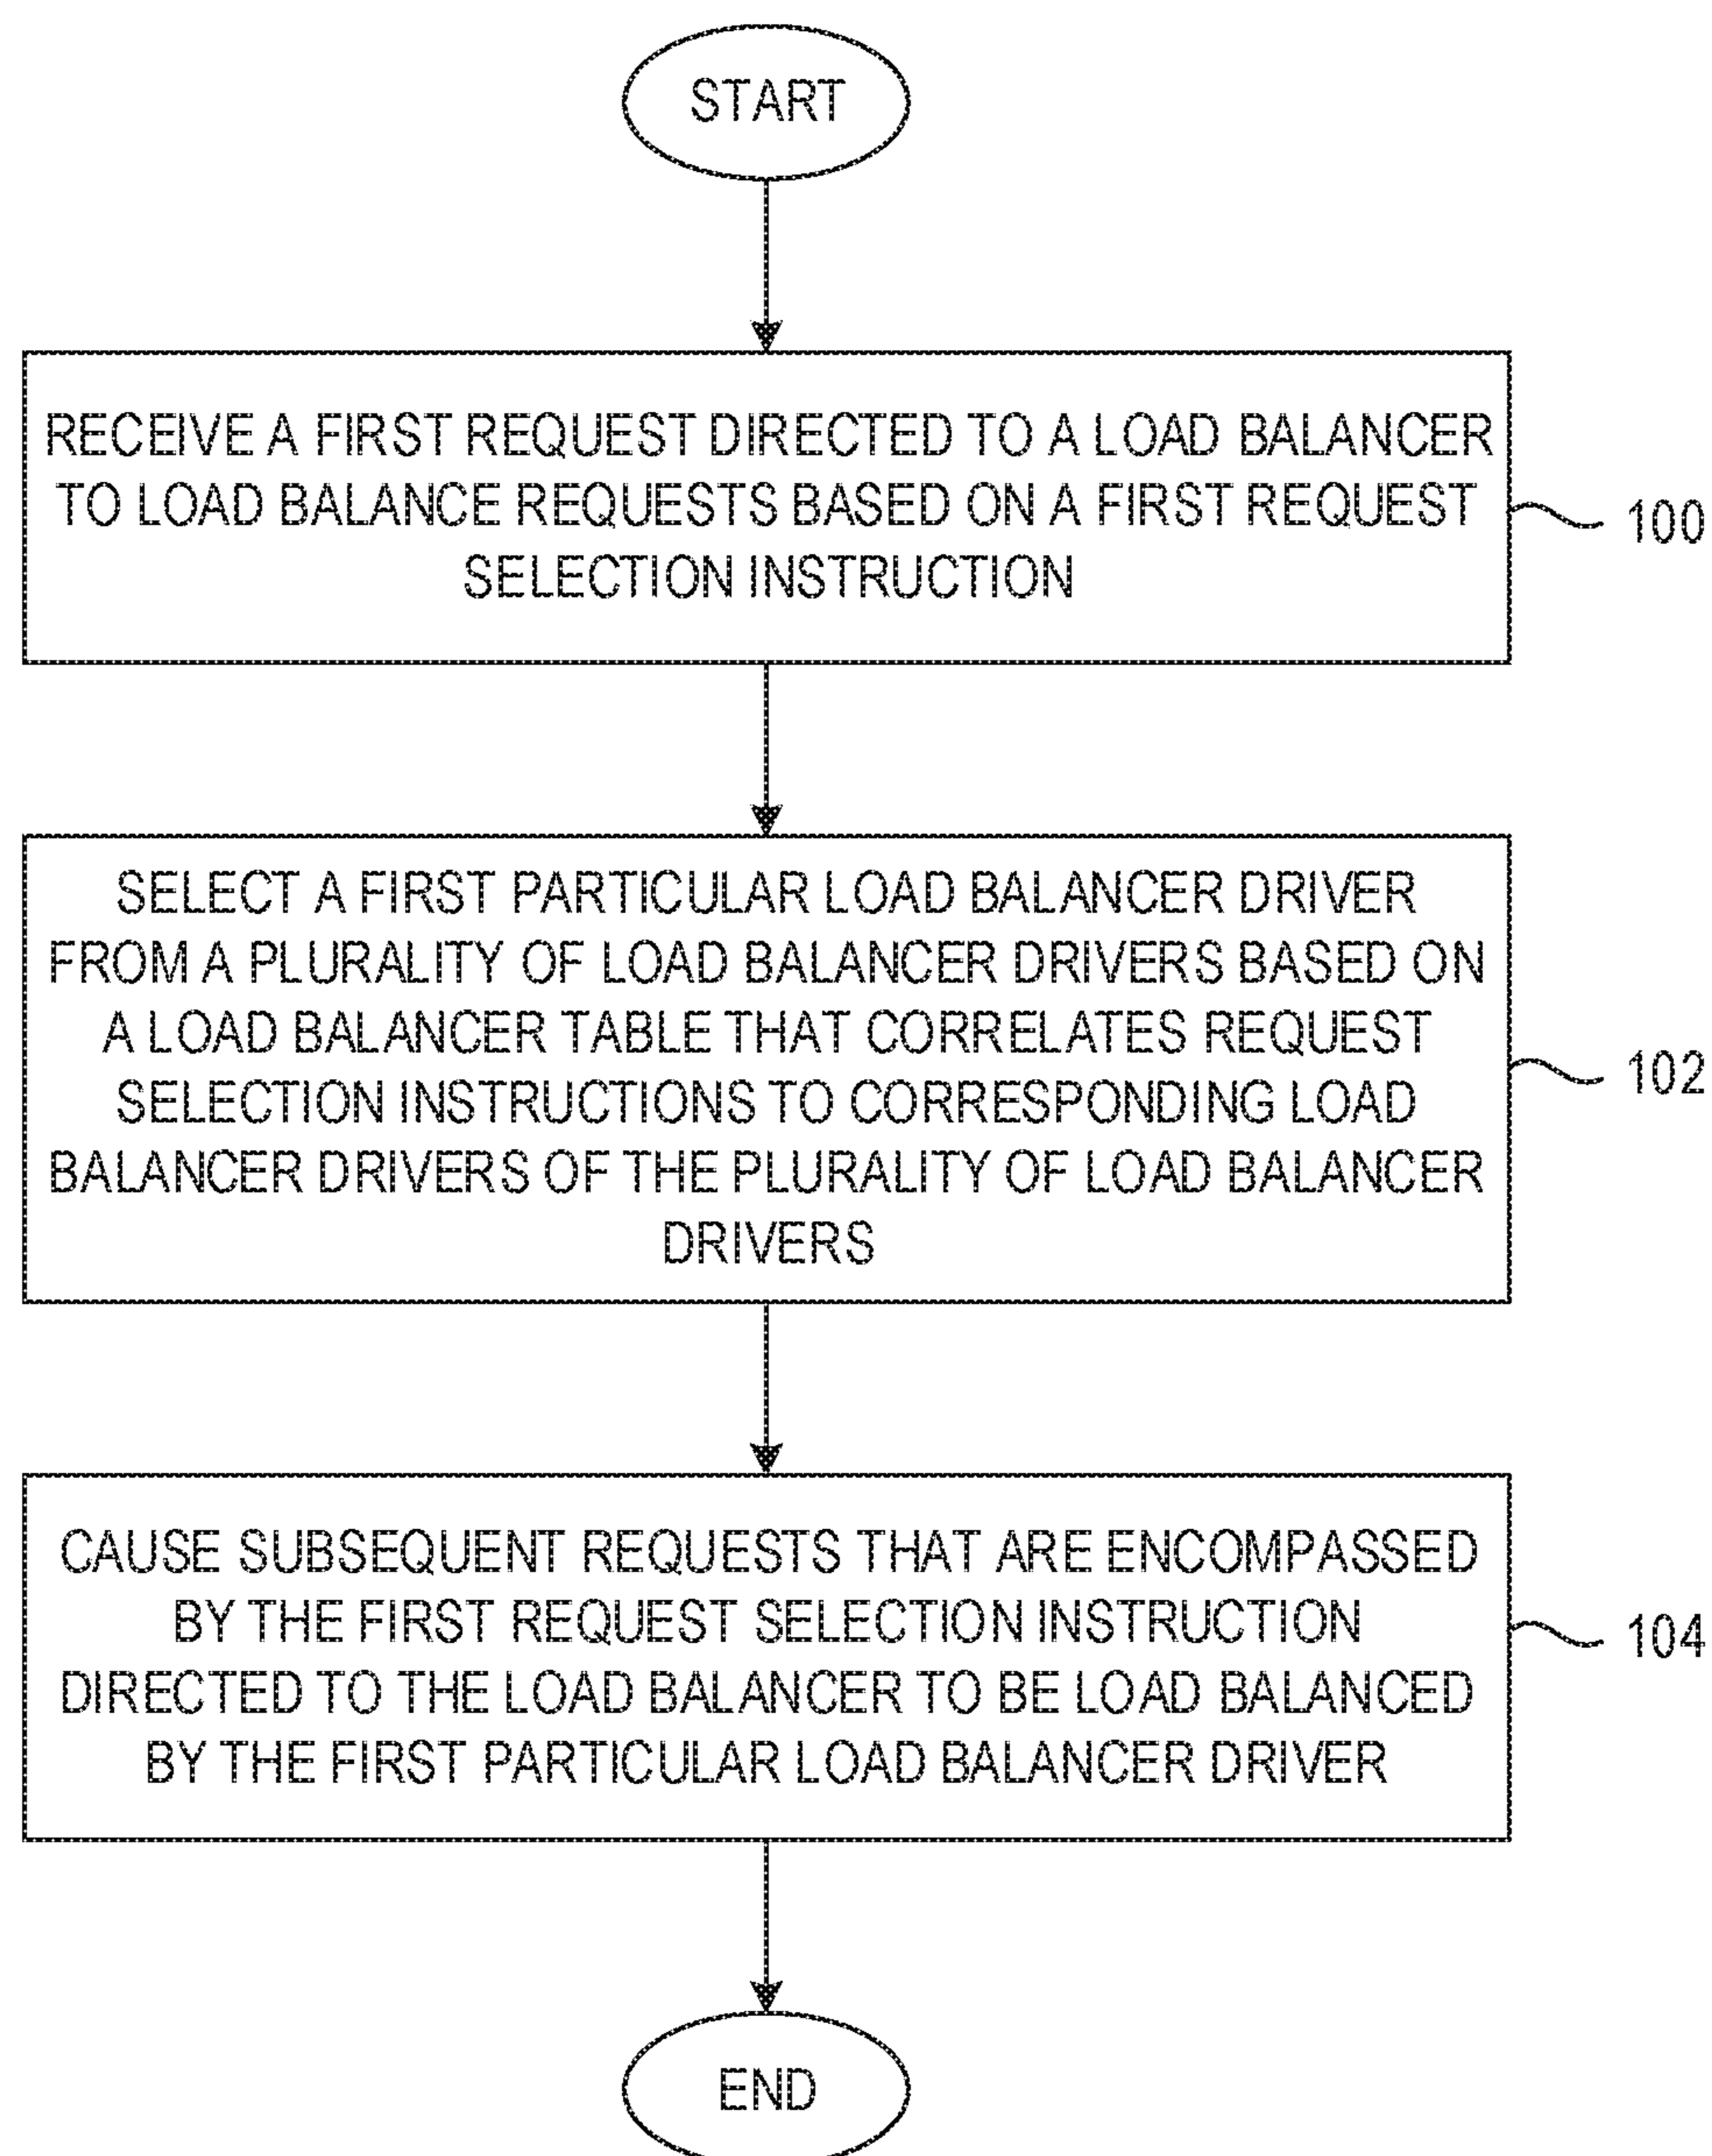 START
RECEIVE A FIRST REQUEST DIRECTED TO A LOAD BALANCER
TO LOAD BALANCE REQUESTS BASED ON A FIRST REQUEST
SELECTION INSTRUCTION
100
SELECT A FIRST PARTICULAR LOAD BALANCER DRIVER
FROM A PLURALITY OF LOAD BALANCER DRIVERS BASED ON
A LOAD BALANCER TABLE THAT CORRELATES REQUEST
SELECTION INSTRUCTIONS TO CORRESPONDING LOAD
BALANCER DRIVERS OF THE PLURALITY OF LOAD BALANCER
DRIVERS
102
CAUSE SUBSEQUENT REQUESTS THAT ARE ENCOMPASSED
BY THE FIRST REQUEST SELECTION INSTRUCTION
DIRECTED TO THE LOAD BALANCER TO BE LOAD BALANCED
BY THE FIRST PARTICULAR LOAD BALANCER DRIVER
104
END